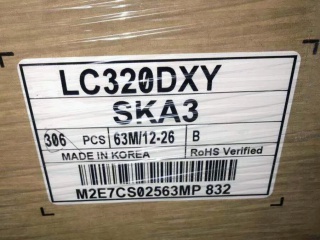 LC320DXY
SKA3
306 PCS 63M/12-26 B
MADE IN KOREA RoHS Verified
M2E7CS02563MP 832